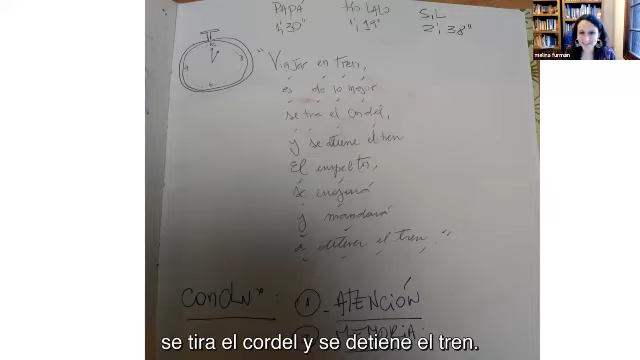 PAPA TÍO LALO SIL
1', 30" 1', 19" 2', 38"
"Viajar en tren,
es de lo mejor
se tira el cordel,
y se detiene el tren
El inspector,
se enojará
y mandará
a detener el tren."
① - ATENCIÓN
MEMORIA:
se tira el cordel y se detiene el tren.
melina furman